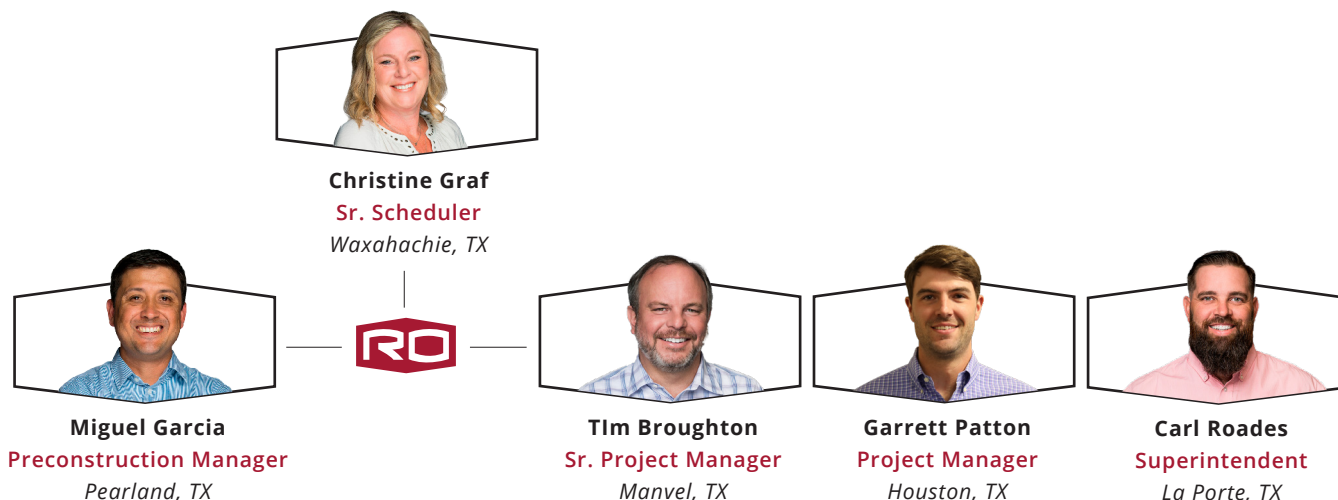 Christine Graf
Sr. Scheduler
Waxahachie, TX
RO
Miguel Garcia
Preconstruction Manager
Pearland, TX
TIm Broughton
Sr. Project Manager
Manvel, TX
Garrett Patton
Project Manager
Houston, TX
Carl Roades
Superintendent
La Porte, TX